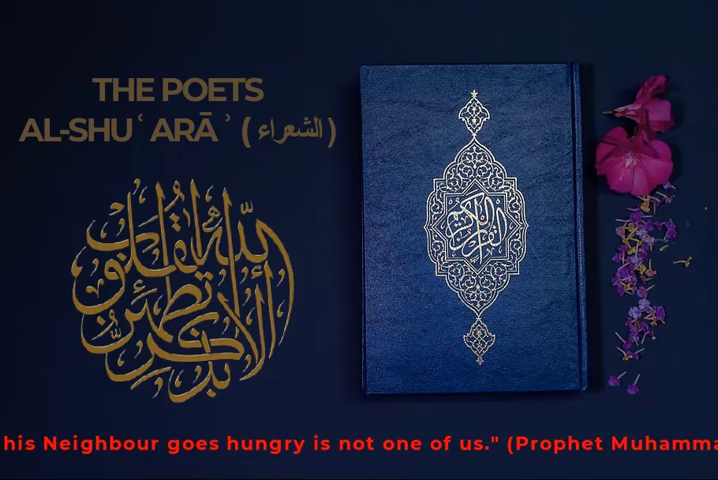 THE POETS
AL-SHUʿARĀʾ (الشعراء)
ألا بذكر الله تطمئن القلوب
القرآن الكريم
his Neighbour goes hungry is not one of us." (Prophet Muhamma